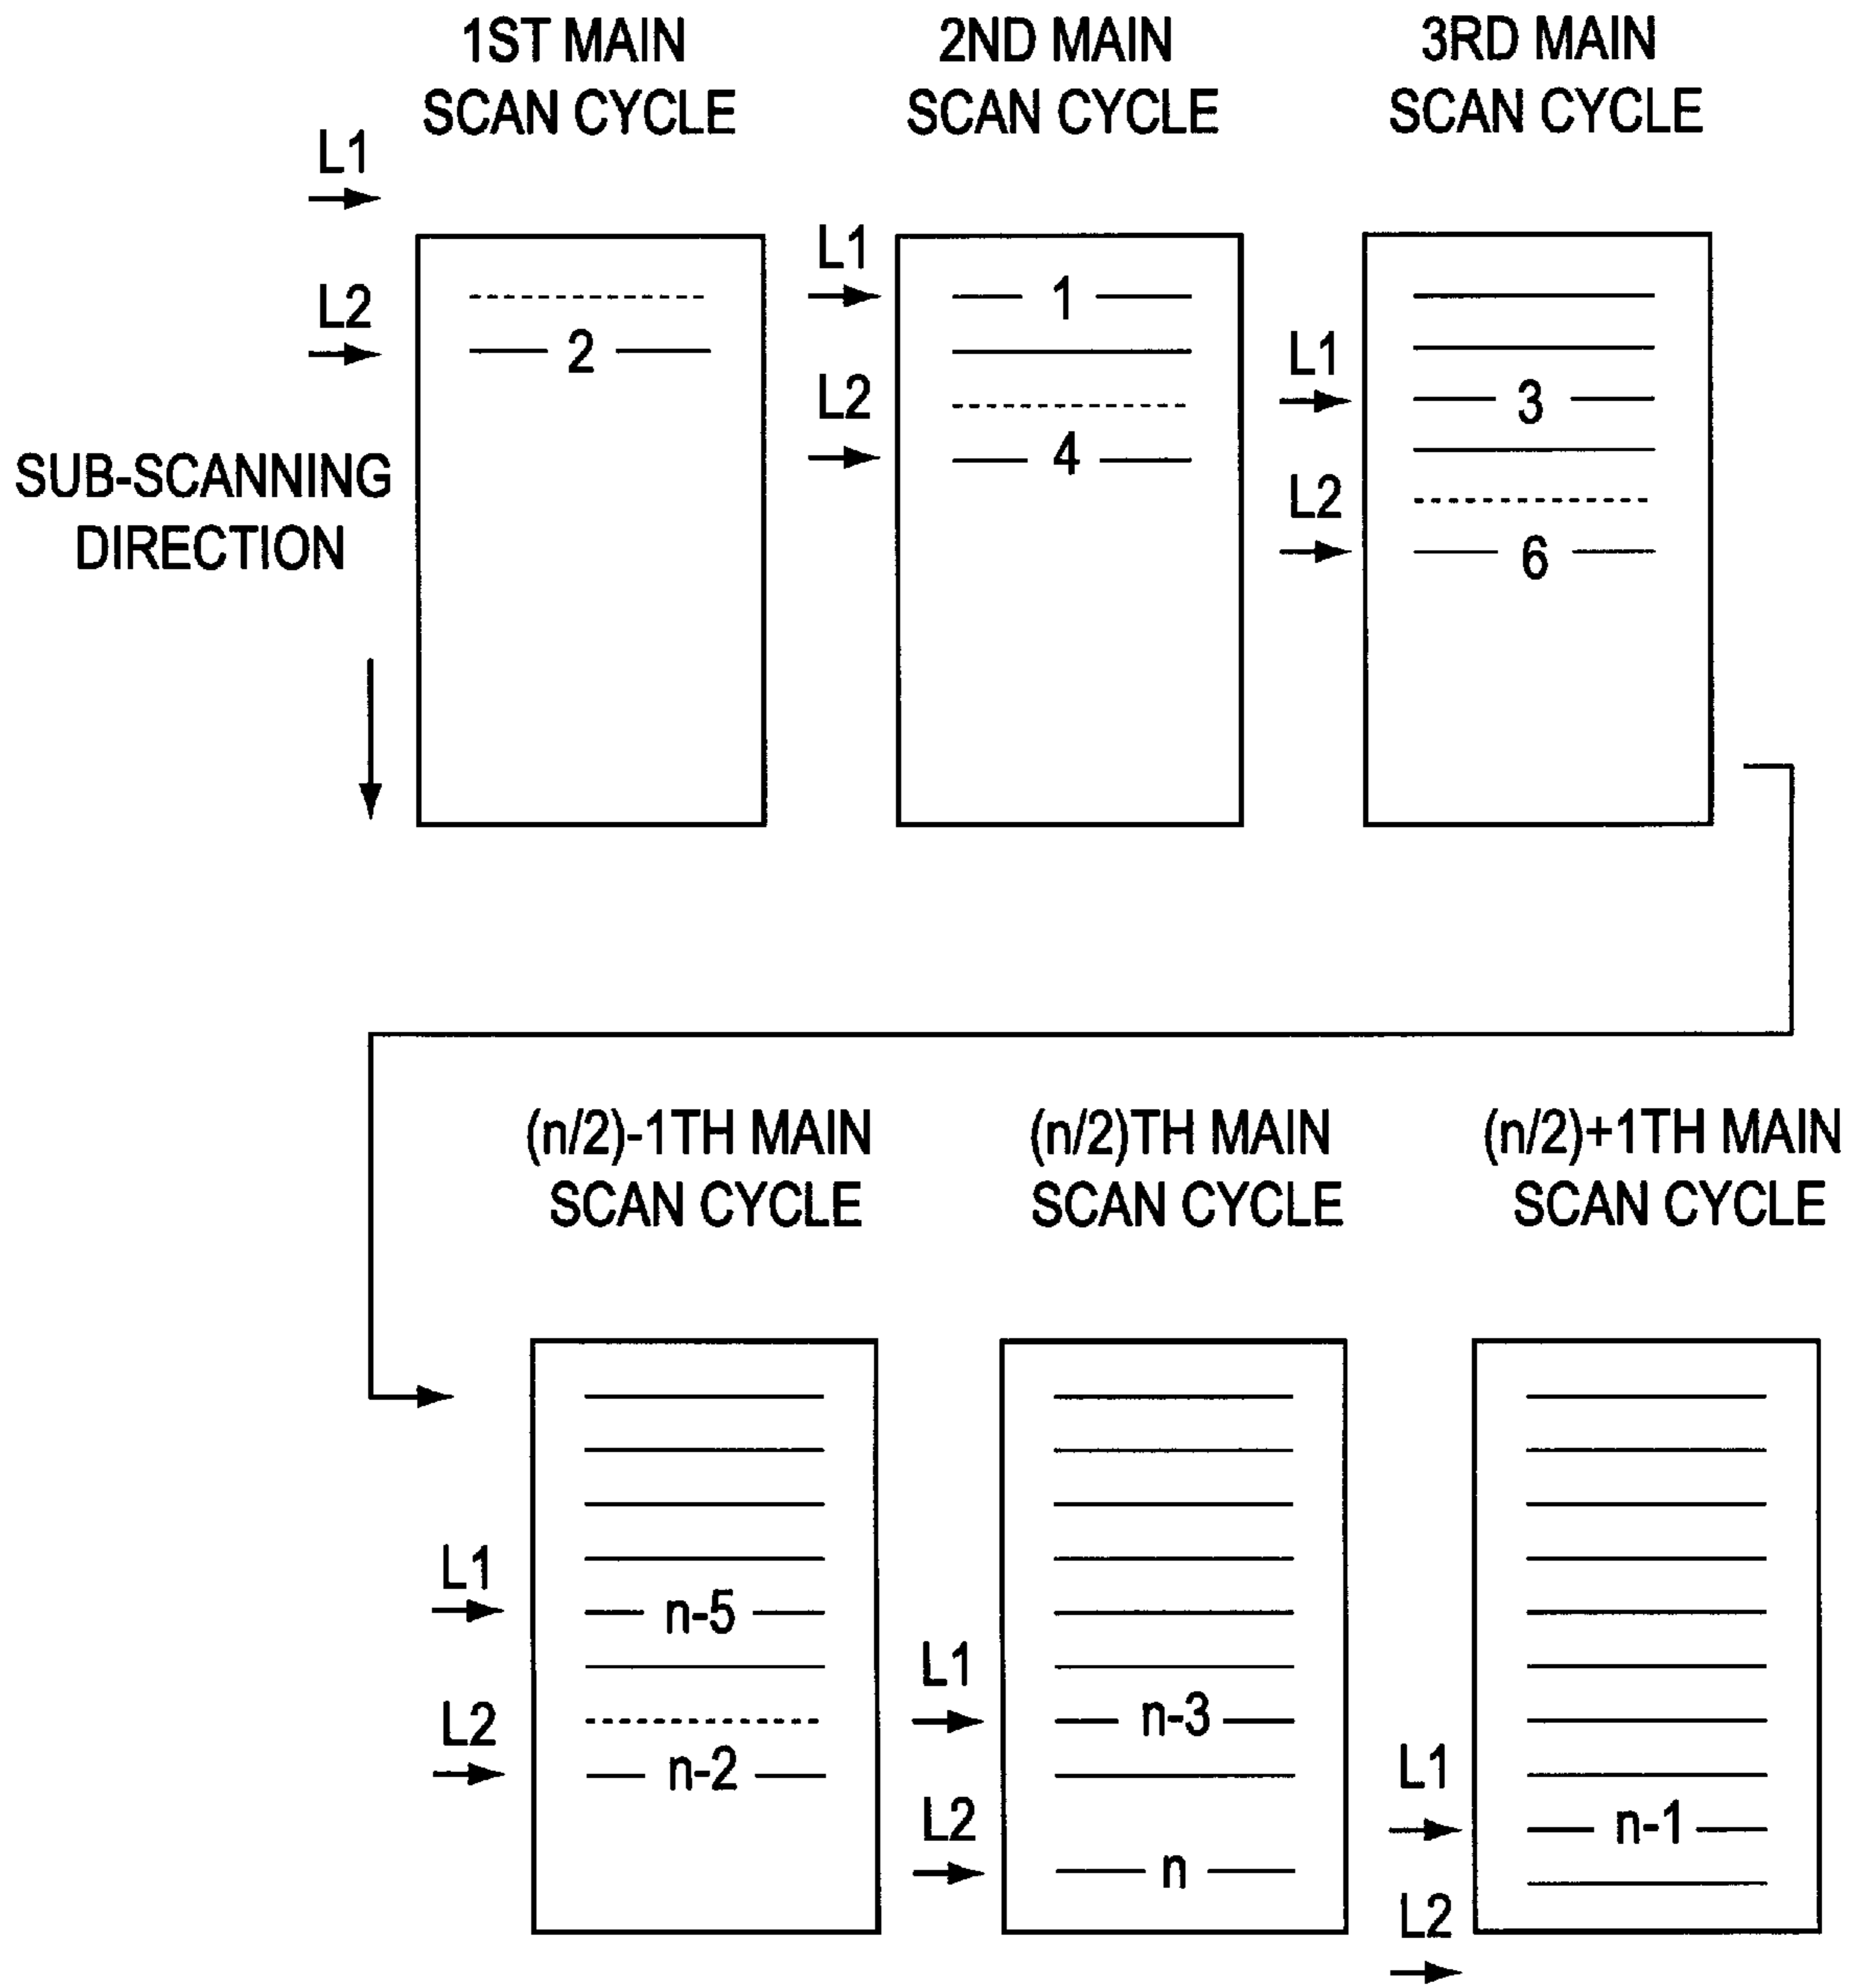 1ST MAIN
SCAN CYCLE
2ND MAIN
SCAN CYCLE
3RD MAIN
SCAN CYCLE
L1
L2
2
SUB-SCANNING
DIRECTION
L1
1
L2
4
L1
3
L2
6
(n/2)-1TH MAIN
SCAN CYCLE
(n/2)TH MAIN
SCAN CYCLE
(n/2)+1TH MAIN
SCAN CYCLE
L1
n-5
L2
n-2
L1
n-3
L2
n
L1
n-1
L2